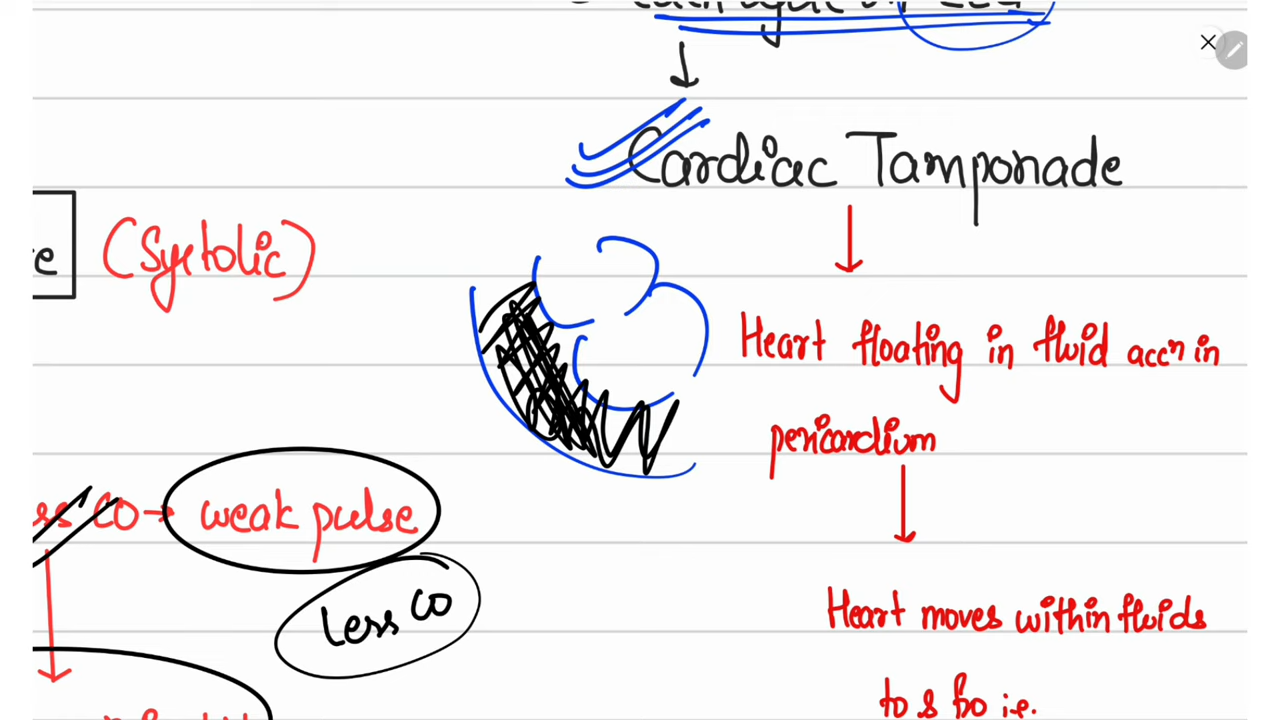 Cardiac Tamponade
e (Systolic)
Heart floating in fluid accⁿ in
pericardium
CO → weak pulse
Less CO
Heart moves within fluids
to & fro i.e.